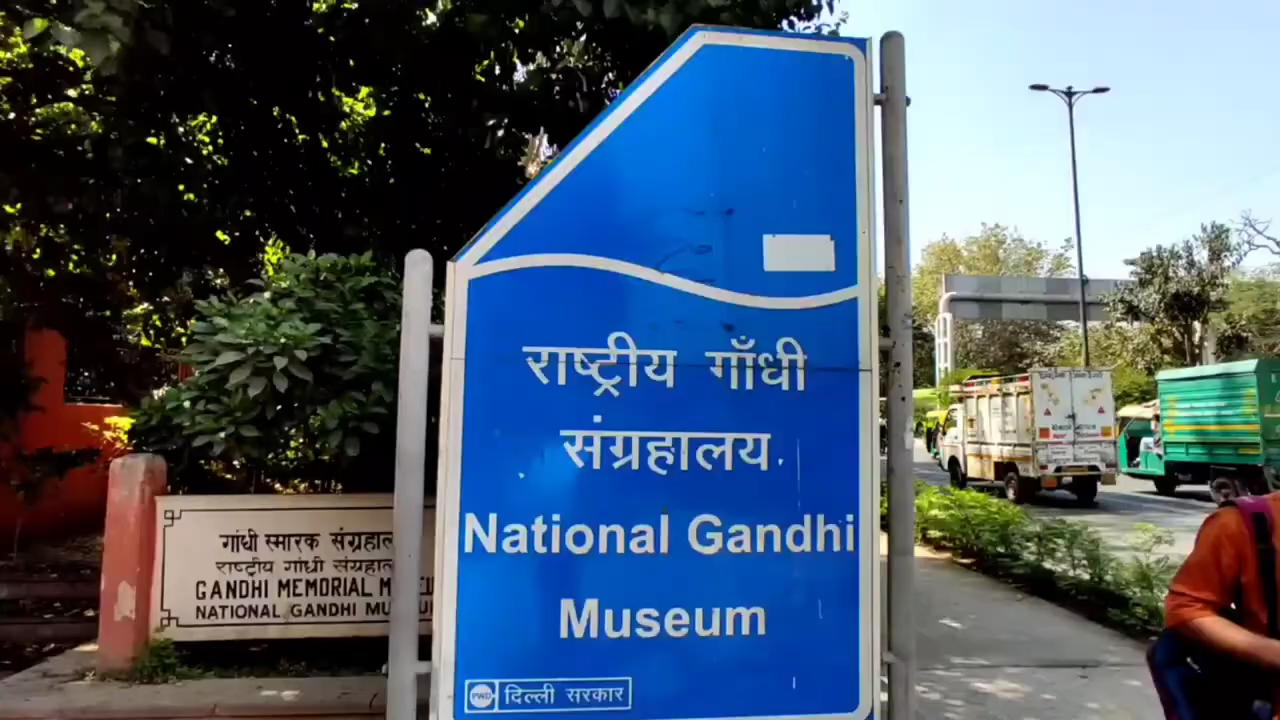 राष्ट्रीय गाँधी
संग्रहालय
National Gandhi
Museum
PWD दिल्ली सरकार
गांधी स्मारक
राष्ट्रीय गांधी
GANDHI MEMORIAL
NATIONAL GANDHI